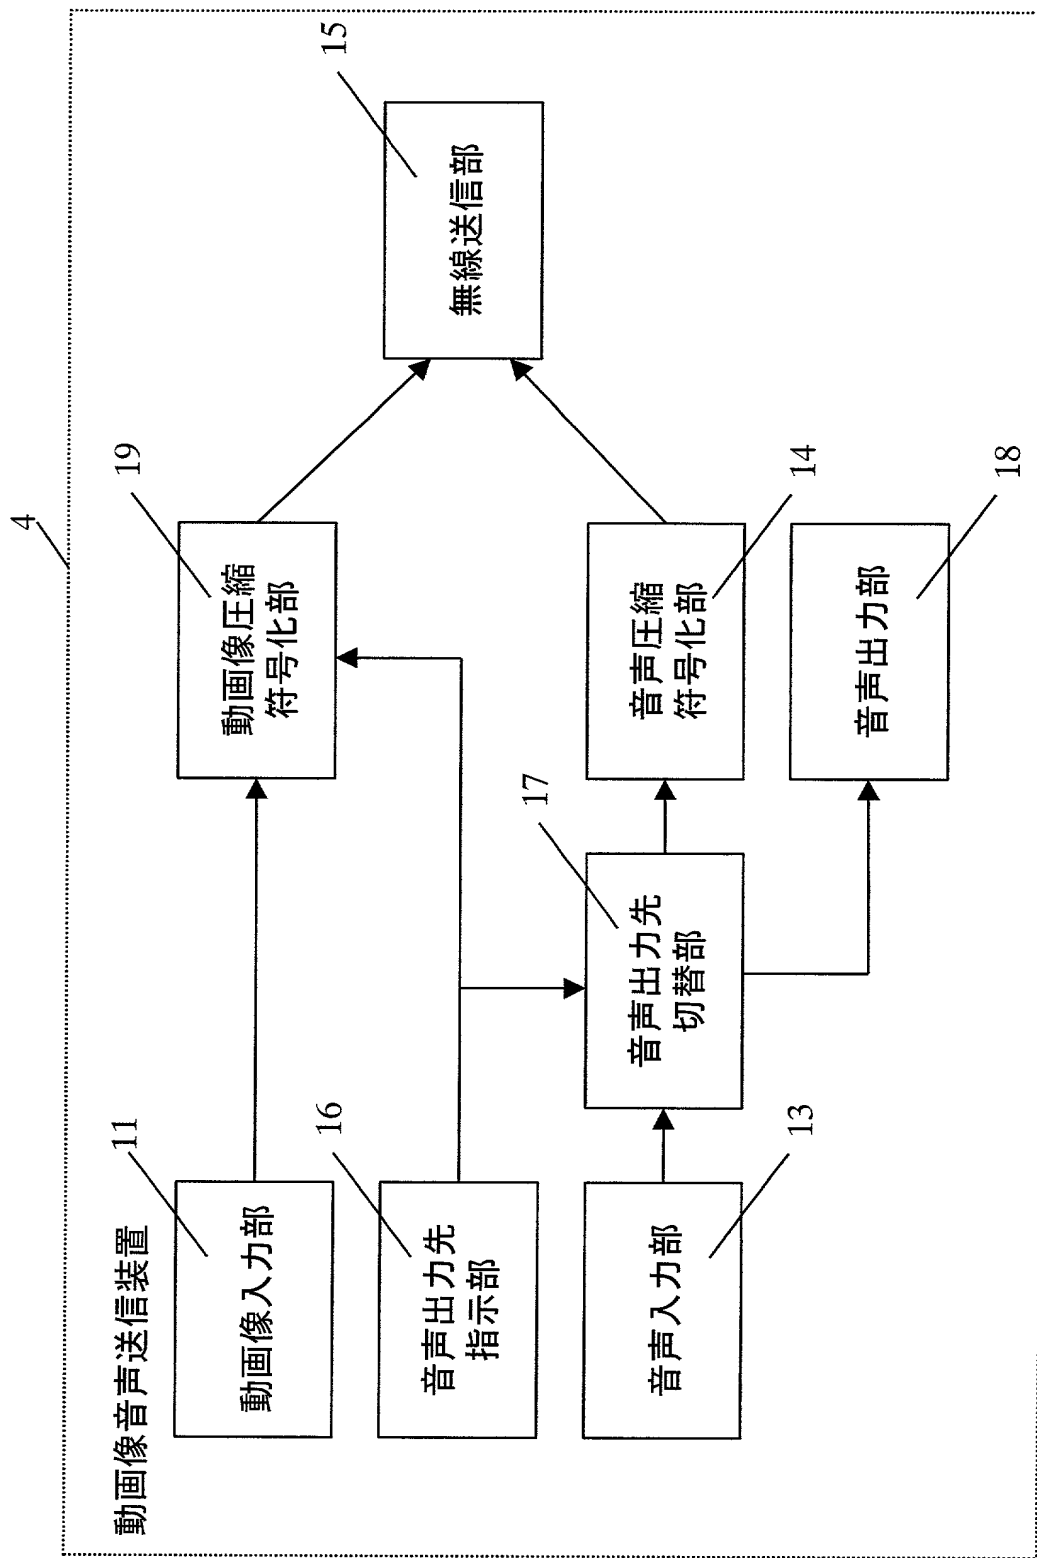 4
動画像音声送信装置
11
動画像入力部
19
動画像圧縮
符号化部
15
無線送信部
16
音声出力先
指示部
13
音声入力部
17
音声出力先
切替部
14
音声圧縮
符号化部
18
音声出力部